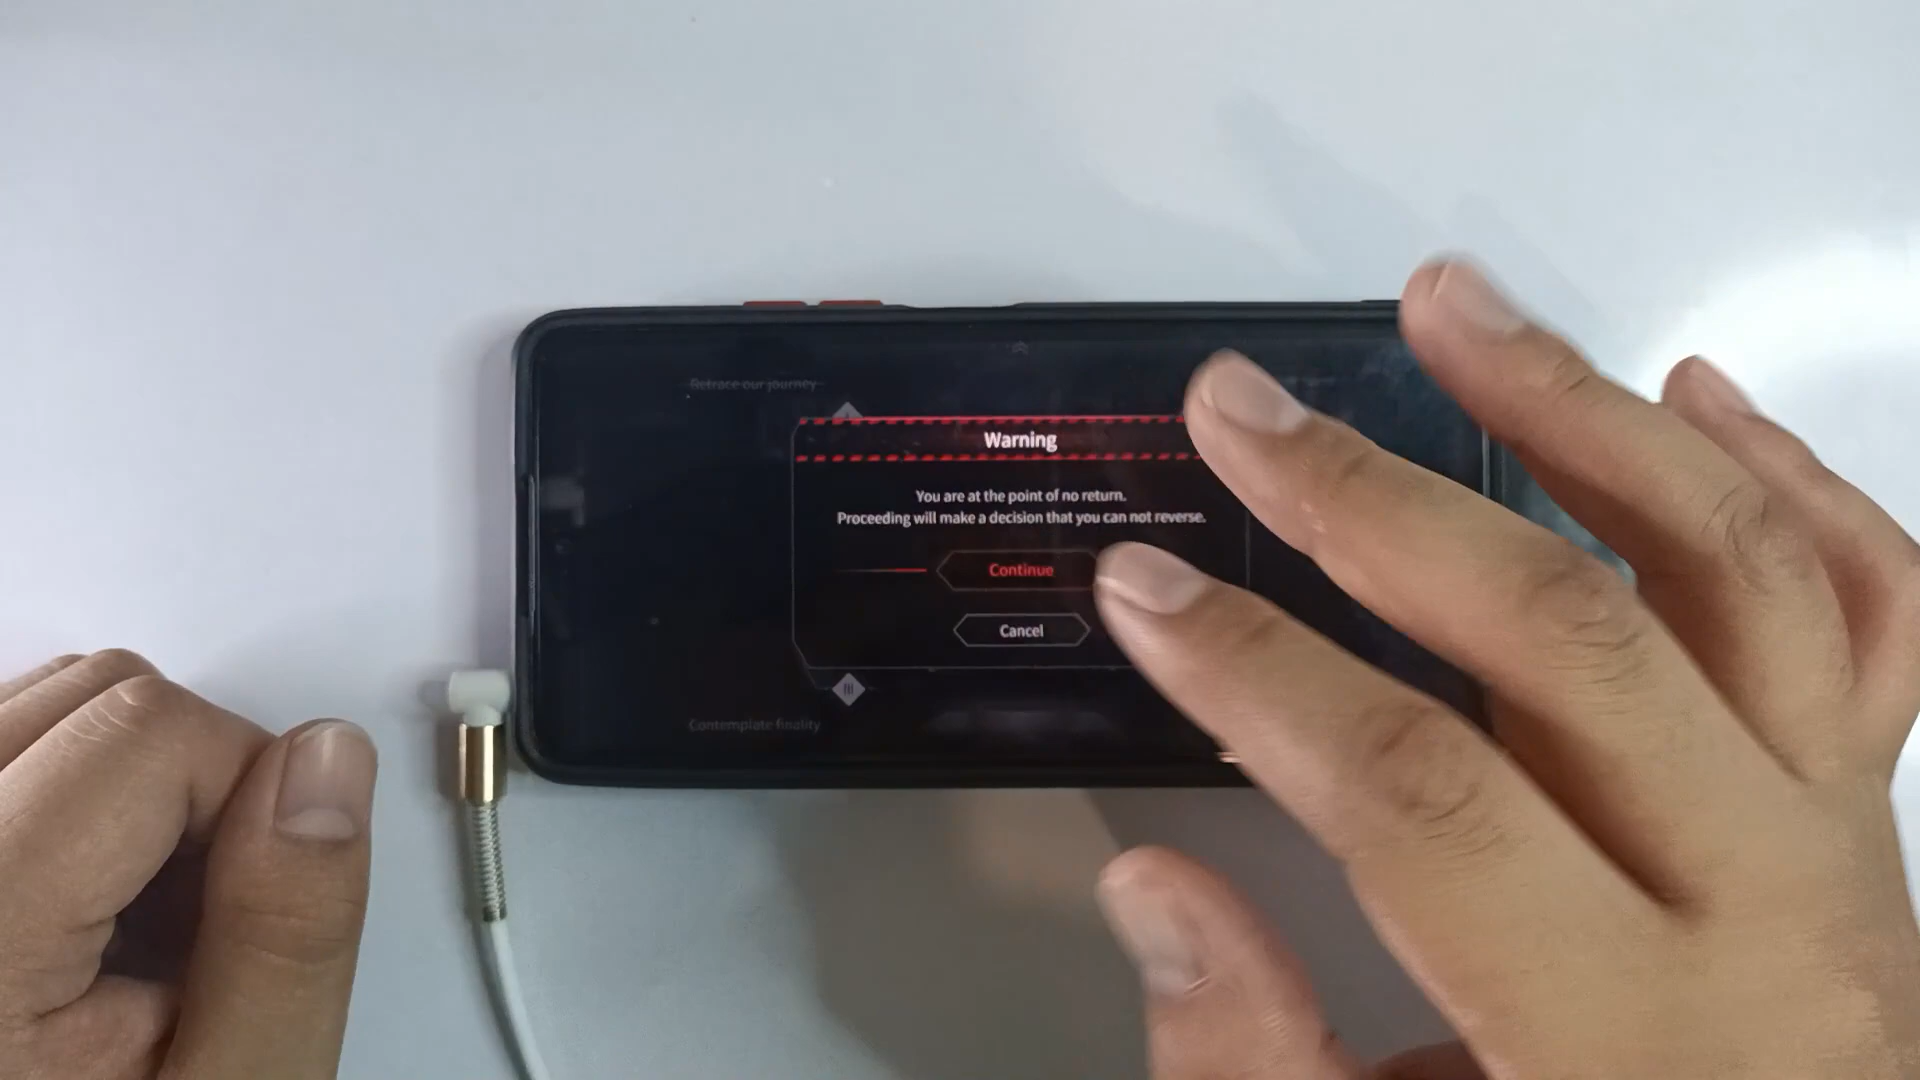 Retrace our journey
I
Warning
You are at the point of no return.
Proceeding will make a decision that you can not reverse.
Continue
Cancel
III
Contemplate finality